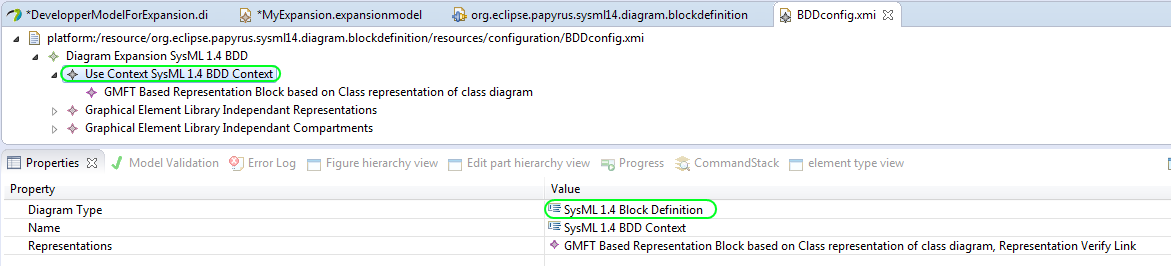 *DevelopperModelForExpansion.di *MyExpansion.expansionmodel org.eclipse.papyrus.sysml14.diagram.blockdefinition BDDconfig.xmi
platform:/resource/org.eclipse.papyrus.sysml14.diagram.blockdefinition/resources/configuration/BDDconfig.xmi
Diagram Expansion SysML 1.4 BDD
Use Context SysML 1.4 BDD Context
GMFT Based Representation Block based on Class representation of class diagram
Graphical Element Library Independant Representations
Graphical Element Library Independant Compartments
Properties Model Validation Error Log Figure hierarchy view Edit part hierarchy view Progress CommandStack element type view
Property Value
Diagram Type SysML 1.4 Block Definition
Name SysML 1.4 BDD Context
Representations GMFT Based Representation Block based on Class representation of class diagram, Representation Verify Link